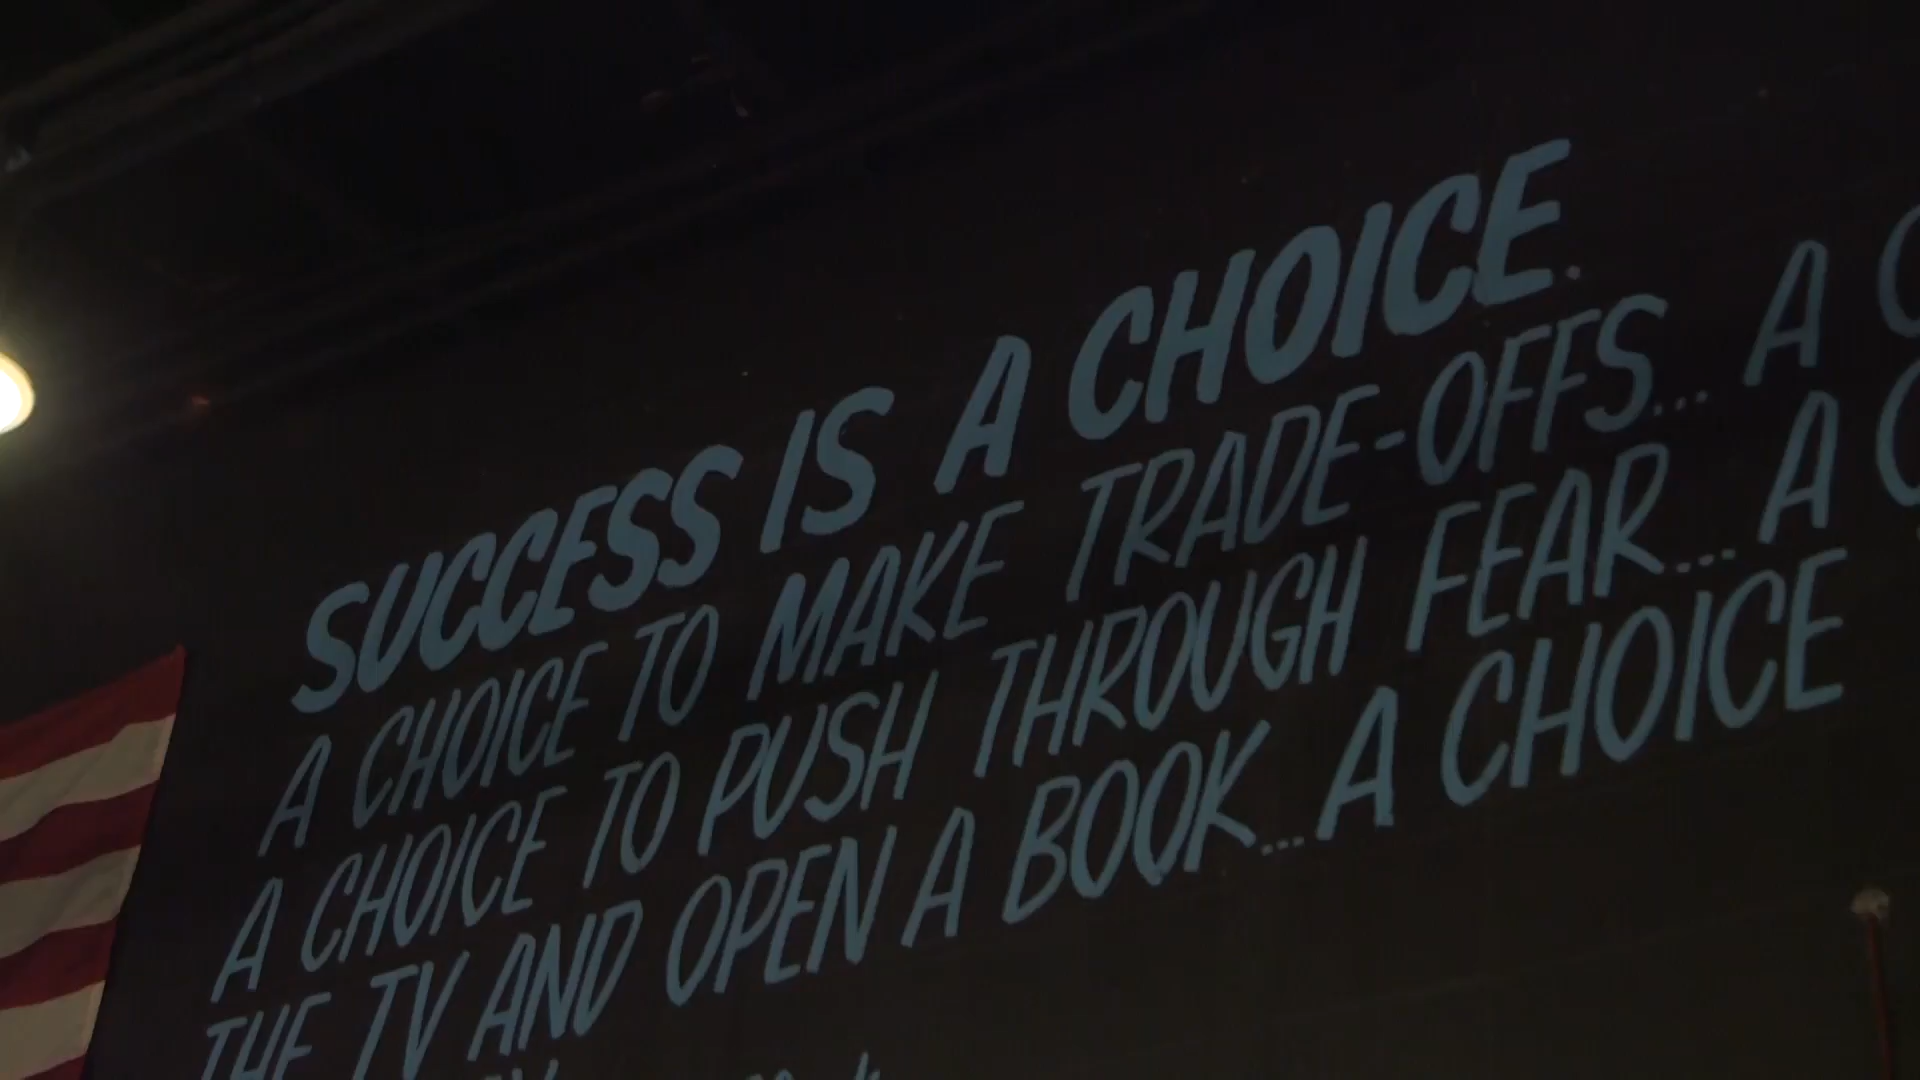 SUCCESS IS A CHOICE.
A CHOICE TO MAKE TRADE-OFFS... A
A CHOICE TO PUSH THROUGH FEAR... A
THE TV AND OPEN A BOOK... A CHOICE